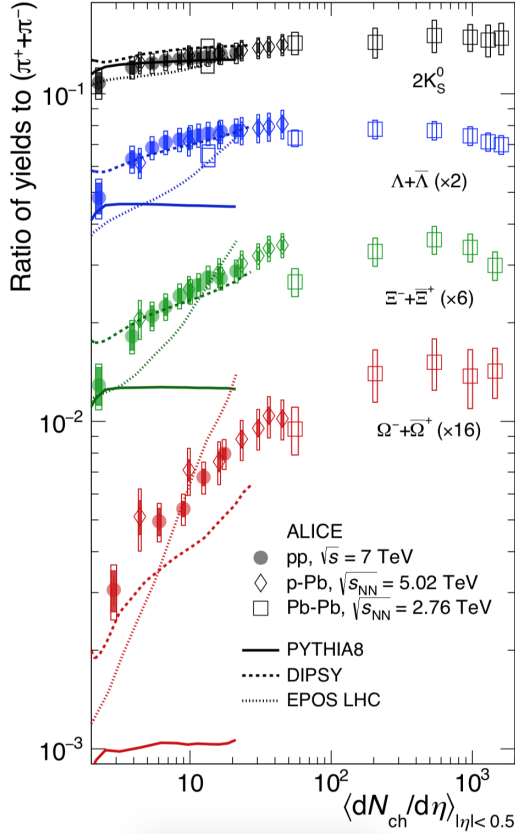 Ratio of yields to (π⁺+π⁻)
10⁻¹
2K⁰S
Λ+Λ̅ (×2)
Ξ⁻+Ξ̅⁺ (×6)
10⁻²
Ω⁻+Ω̅⁺ (×16)
ALICE
pp, √s = 7 TeV
p-Pb, √sNN = 5.02 TeV
Pb-Pb, √sNN = 2.76 TeV
PYTHIA8
DIPSY
EPOS LHC
10⁻³
10 10² 10³
⟨dNch/dη⟩|η|< 0.5